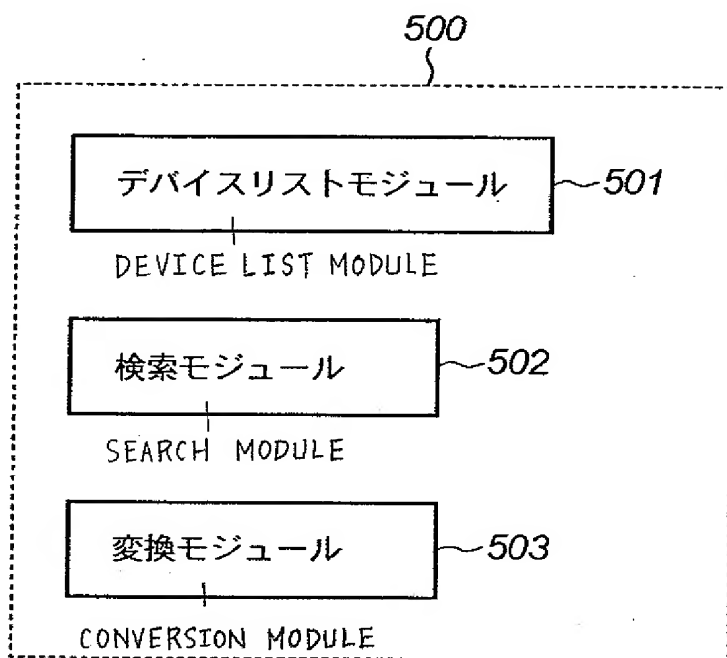 500
デバイスリストモジュール 501
DEVICE LIST MODULE
検索モジュール 502
SEARCH MODULE
変換モジュール 503
CONVERSION MODULE